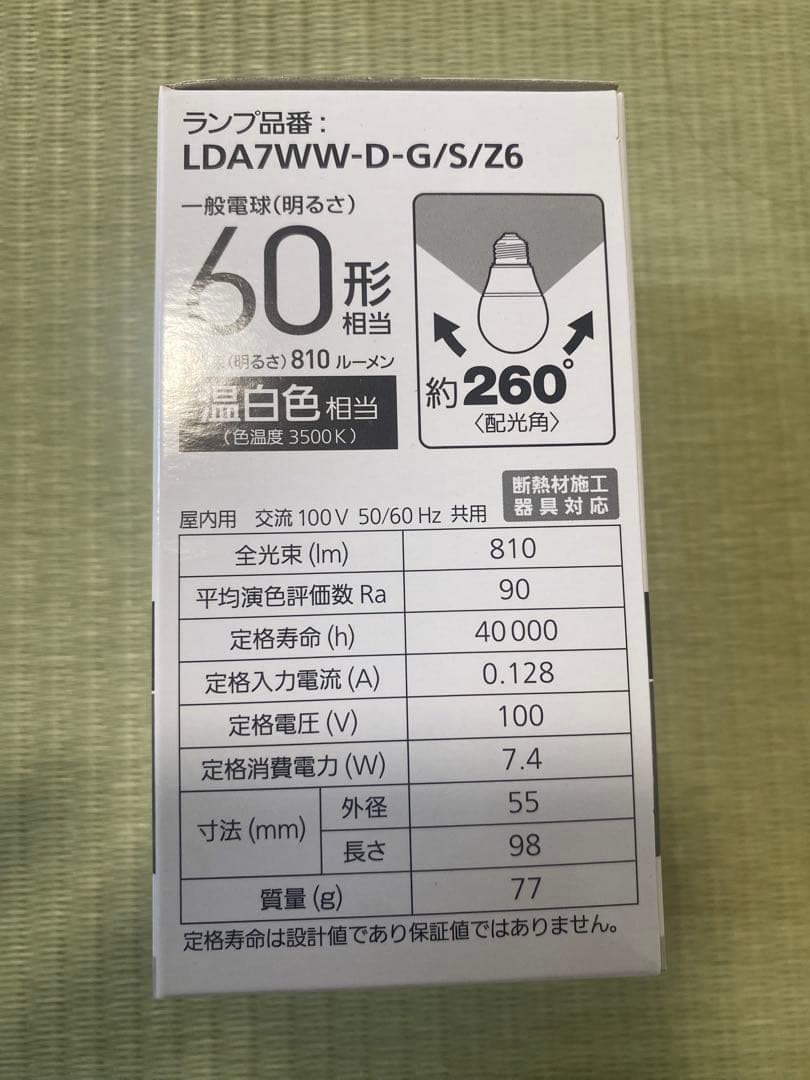 ランプ品番：
LDA7WW-D-G/S/Z6
一般電球(明るさ)
60形
相当
(明るさ) 810 ルーメン
温白色相当
(色温度 3500K)
約260°
〈配光角〉
断熱材施工
器具対応
屋内用 交流 100V 50/60Hz 共用
全光束 (lm) 810
平均演色評価数 Ra 90
定格寿命 (h) 40000
定格入力電流 (A) 0.128
定格電圧 (V) 100
定格消費電力 (W) 7.4
寸法 (mm) 外径 55
長さ 98
質量 (g) 77
定格寿命は設計値であり保証値ではありません。